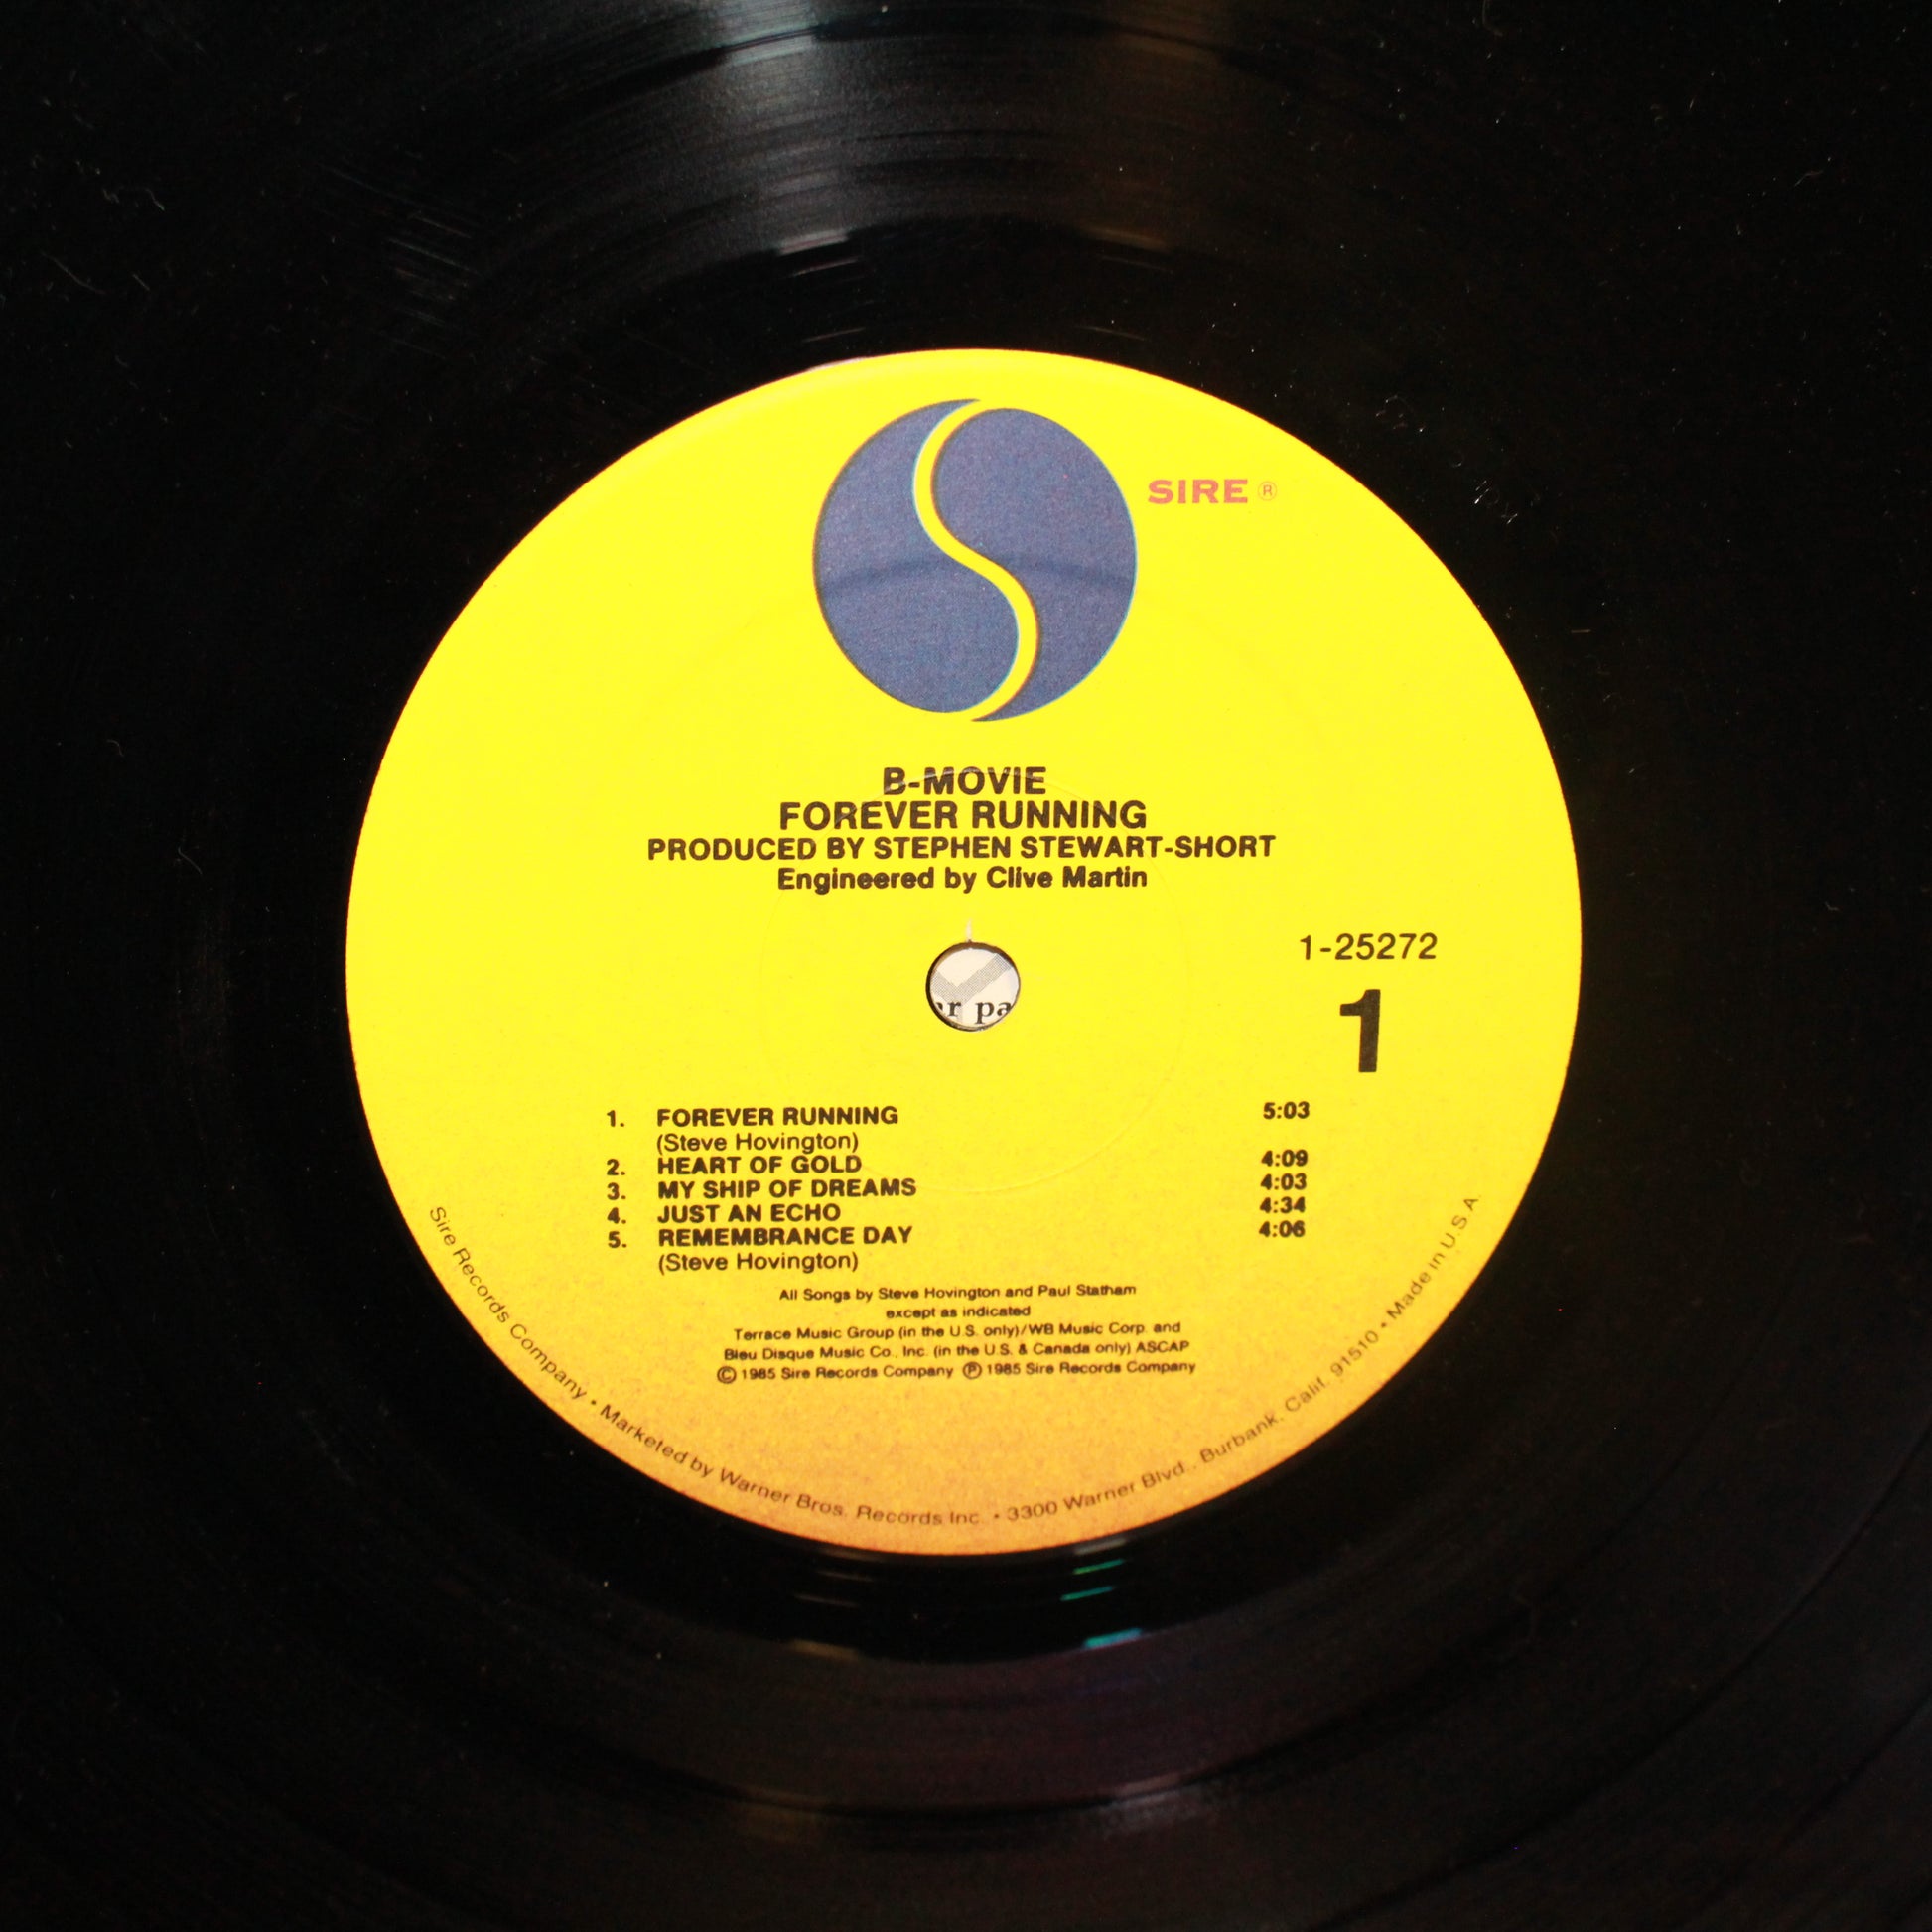 SIRE ®
B-MOVIE
FOREVER RUNNING
PRODUCED BY STEPHEN STEWART-SHORT
Engineered by Clive Martin
1-25272
1
ar pa
1. FOREVER RUNNING 5:03
(Steve Hovington)
2. HEART OF GOLD 4:09
3. MY SHIP OF DREAMS 4:03
4. JUST AN ECHO 4:34
5. REMEMBRANCE DAY 4:06
(Steve Hovington)
All Songs by Steve Hovington and Paul Statham
except as indicated
Terrace Music Group (in the U.S. only)/WB Music Corp. and
Bleu Disque Music Co., Inc. (in the U.S. & Canada only) ASCAP
© 1985 Sire Records Company ℗ 1985 Sire Records Company
Sire Records Company • Marketed by Warner Bros. Records Inc. • 3300 Warner Blvd., Burbank, Calif. 91510 • Made in U.S.A.